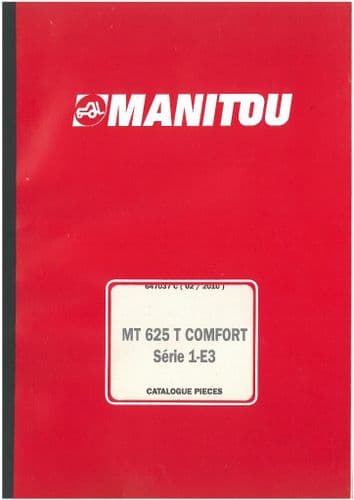 MANITOU
647037 C ( 02 / 2010 )
MT 625 T COMFORT
Série 1-E3
CATALOGUE PIECES